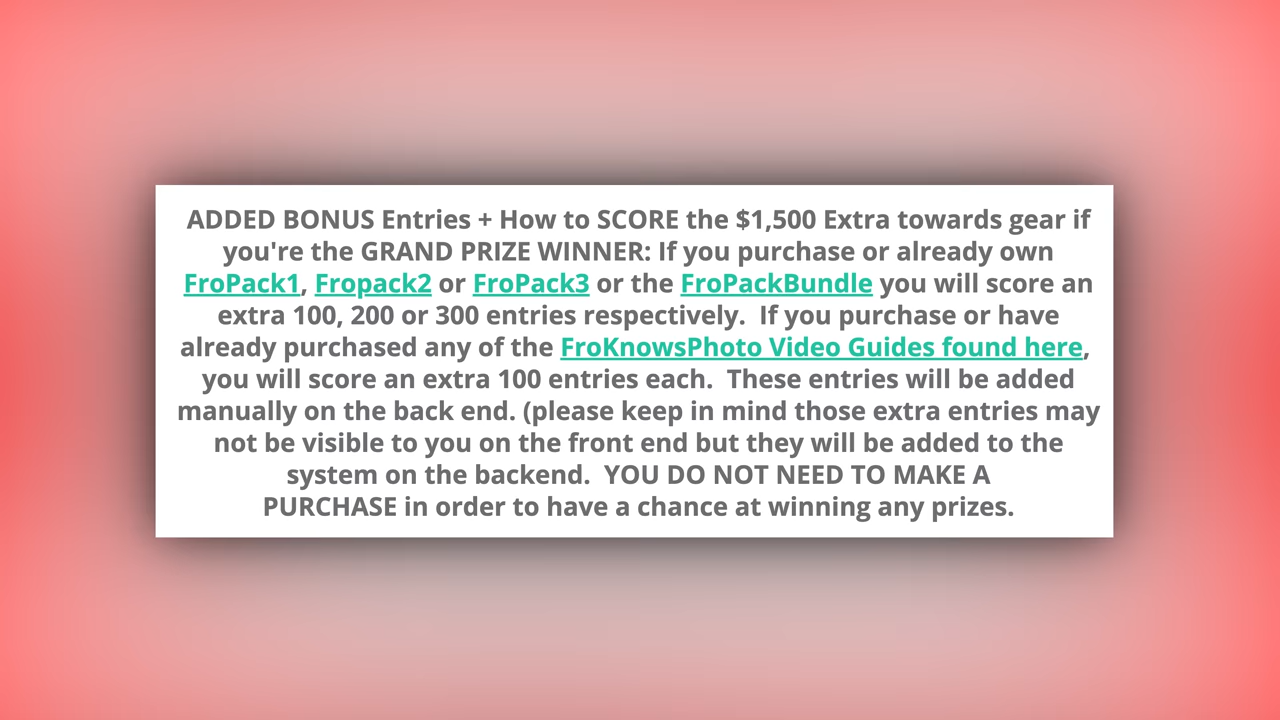 ADDED BONUS Entries + How to SCORE the $1,500 Extra towards gear if
you're the GRAND PRIZE WINNER: If you purchase or already own
FroPack1, Fropack2 or FroPack3 or the FroPackBundle you will score an
extra 100, 200 or 300 entries respectively.  If you purchase or have
already purchased any of the FroKnowsPhoto Video Guides found here,
you will score an extra 100 entries each.  These entries will be added
manually on the back end. (please keep in mind those extra entries may
not be visible to you on the front end but they will be added to the
system on the backend.  YOU DO NOT NEED TO MAKE A
PURCHASE in order to have a chance at winning any prizes.